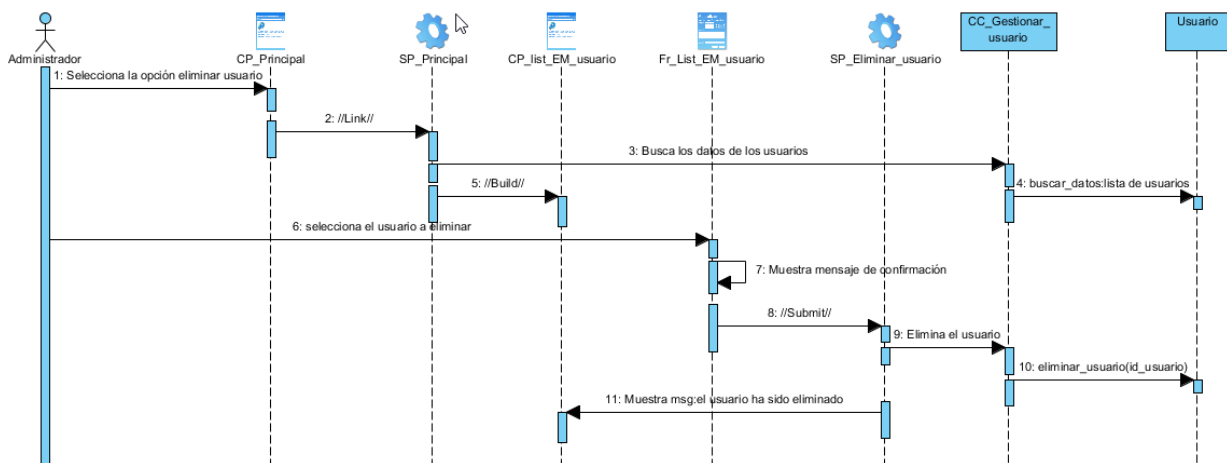 CC_Gestionar_
usuario
Usuario
Administrador
CP_Principal
SP_Principal
CP_list_EM_usuario
Fr_List_EM_usuario
SP_Eliminar_usuario
1: Selecciona la opción eliminar usuario
2: //Link//
3: Busca los datos de los usuarios
4: buscar_datos:lista de usuarios
5: //Build//
6: selecciona el usuario a eliminar
7: Muestra mensaje de confirmación
8: //Submit//
9: Elimina el usuario
10: eliminar_usuario(id_usuario)
11: Muestra msg:el usuario ha sido eliminado